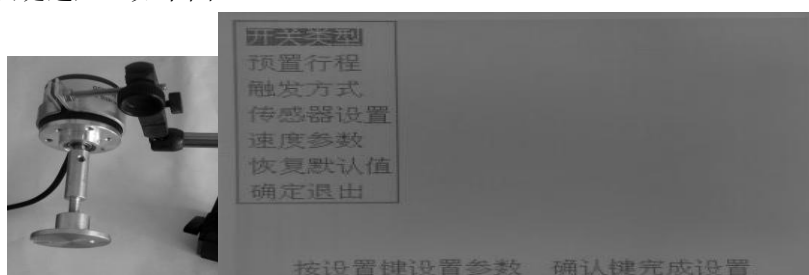 开关类型
预置行程
触发方式
传感器设置
速度参数
恢复默认值
确定退出
按设置键设置参数 确认键完成设置